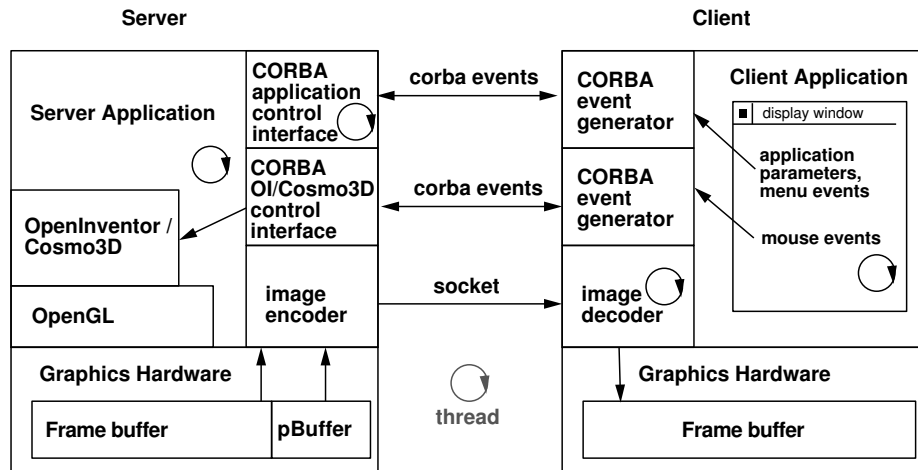 Server
Client
Server Application
CORBA
application
control
interface
CORBA
OI/Cosmo3D
control
interface
OpenInventor /
Cosmo3D
OpenGL
image
encoder
Graphics Hardware
Frame buffer
pBuffer
corba events
corba events
socket
thread
CORBA
event
generator
CORBA
event
generator
image
decoder
Client Application
display window
application
parameters,
menu events
mouse events
Graphics Hardware
Frame buffer